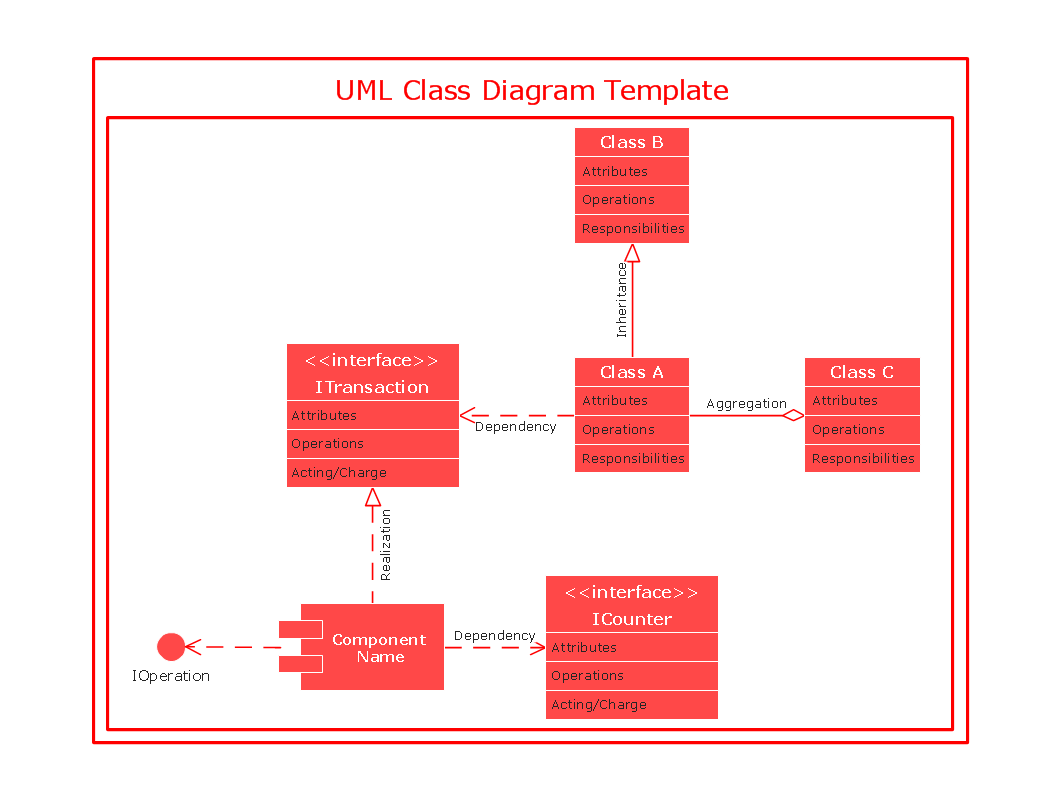 UML Class Diagram Template
Class B
Attributes
Operations
Responsibilities
Inheritance
<<interface>>
ITransaction
Attributes
Operations
Acting/Charge
Dependency
Class A
Attributes
Operations
Responsibilities
Aggregation
Class C
Attributes
Operations
Responsibilities
Realization
Component
Name
IOperation
Dependency
<<interface>>
ICounter
Attributes
Operations
Acting/Charge